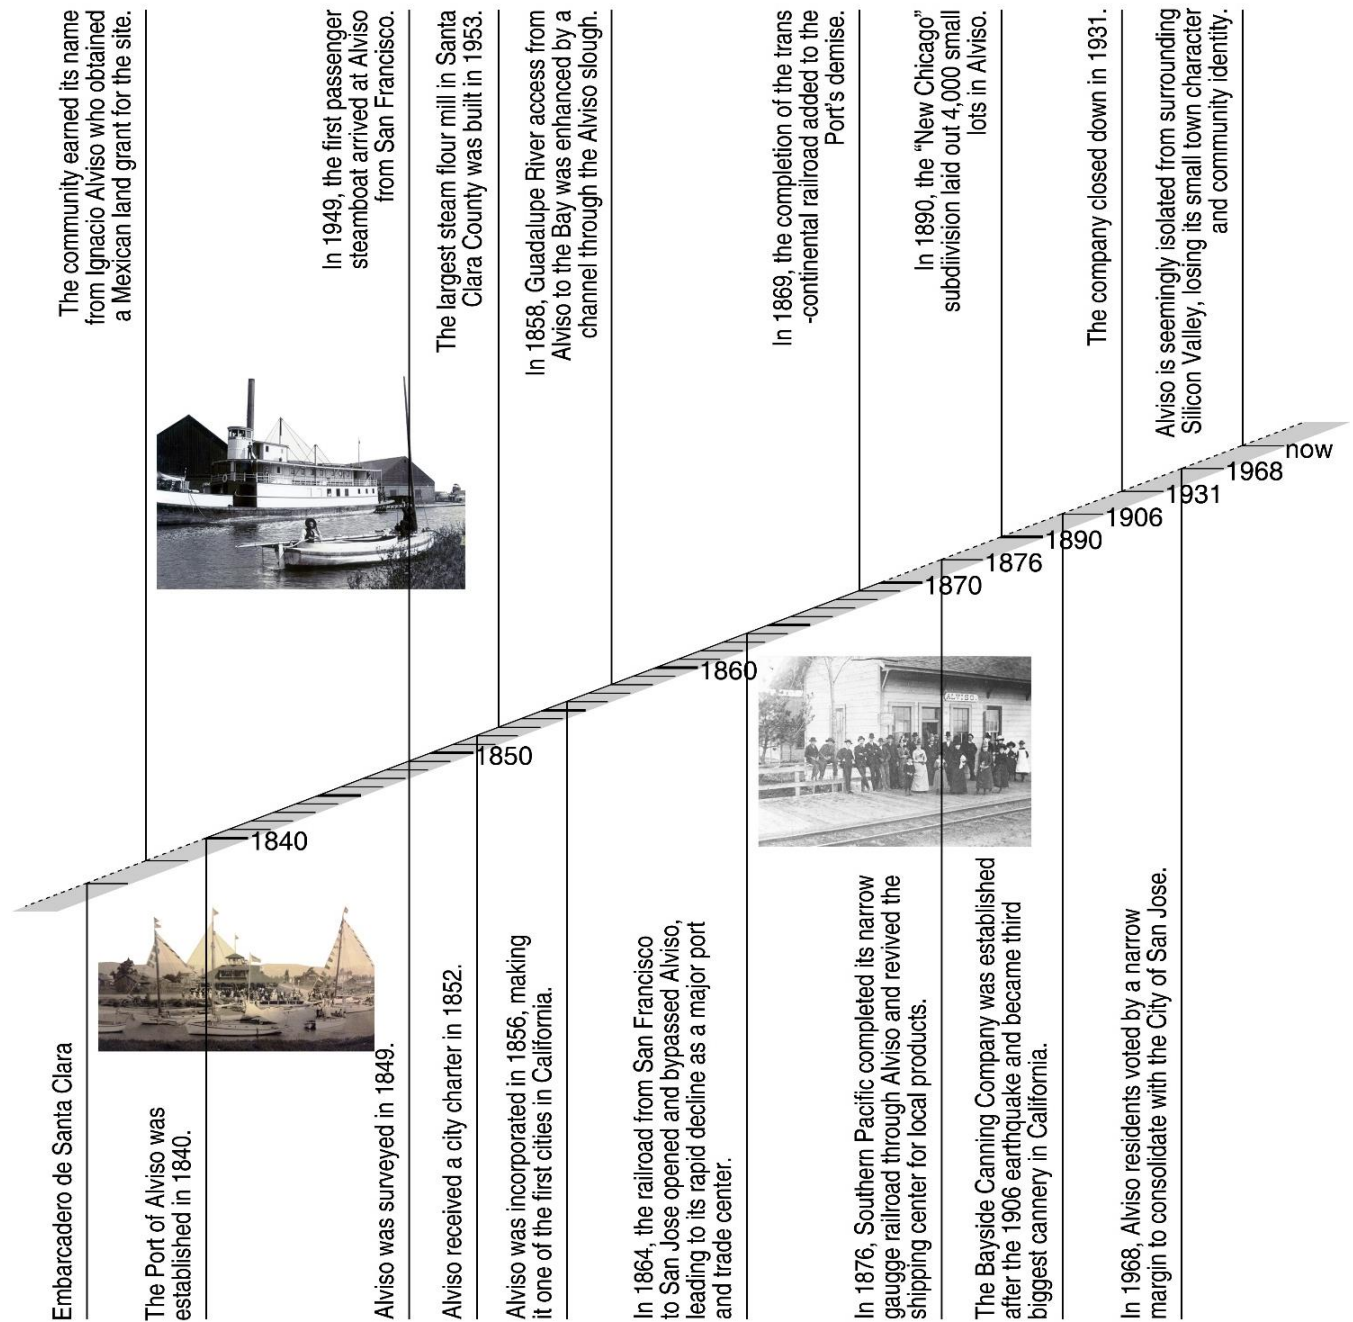 The community earned its name
from Ignacio Alviso who obtained
a Mexican land grant for the site.
In 1949, the first passenger
steamboat arrived at Alviso
from San Francisco.
The largest steam flour mill in Santa
Clara County was built in 1953.
In 1858, Guadalupe River access from
Alviso to the Bay was enhanced by a
channel through the Alviso slough.
In 1869, the completion of the trans
-continental railroad added to the
Port's demise.
In 1890, the “New Chicago”
subdivision laid out 4,000 small
lots in Alviso.
The company closed down in 1931.
Alviso is seemingly isolated from surrounding
Silicon Valley, losing its small town character
and community identity.
1840
1850
1860
1870
1876
1890
1906
1931
1968
now
ALVISO
Embarcadero de Santa Clara
The Port of Alviso was
established in 1840.
Alviso was surveyed in 1849.
Alviso received a city charter in 1852.
Alviso was incorporated in 1856, making
it one of the first cities in California.
In 1864, the railroad from San Francisco
to San Jose opened and bypassed Alviso,
leading to its rapid decline as a major port
and trade center.
In 1876, Southern Pacific completed its narrow
gaugge railroad through Alviso and revived the
shipping center for local products.
The Bayside Canning Company was established
after the 1906 earthquake and became third
biggest cannery in California.
In 1968, Alviso residents voted by a narrow
margin to consolidate with the City of San Jose.